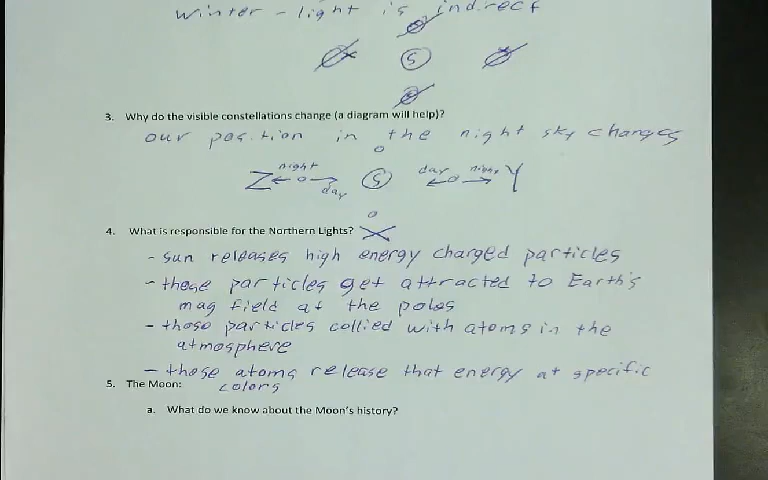 Winter - light is indirect
S
3. Why do the visible constellations change (a diagram will help)?
our position in the night sky changes
night
day
Z
S
day
night
Y
X
4. What is responsible for the Northern Lights?
- sun releases high energy charged particles
- these particles get attracted to Earth's
mag field at the poles
- those particles collied with atoms in the
atmosphere
- those atoms release that energy at specific
colors
5. The Moon:
a. What do we know about the Moon's history?